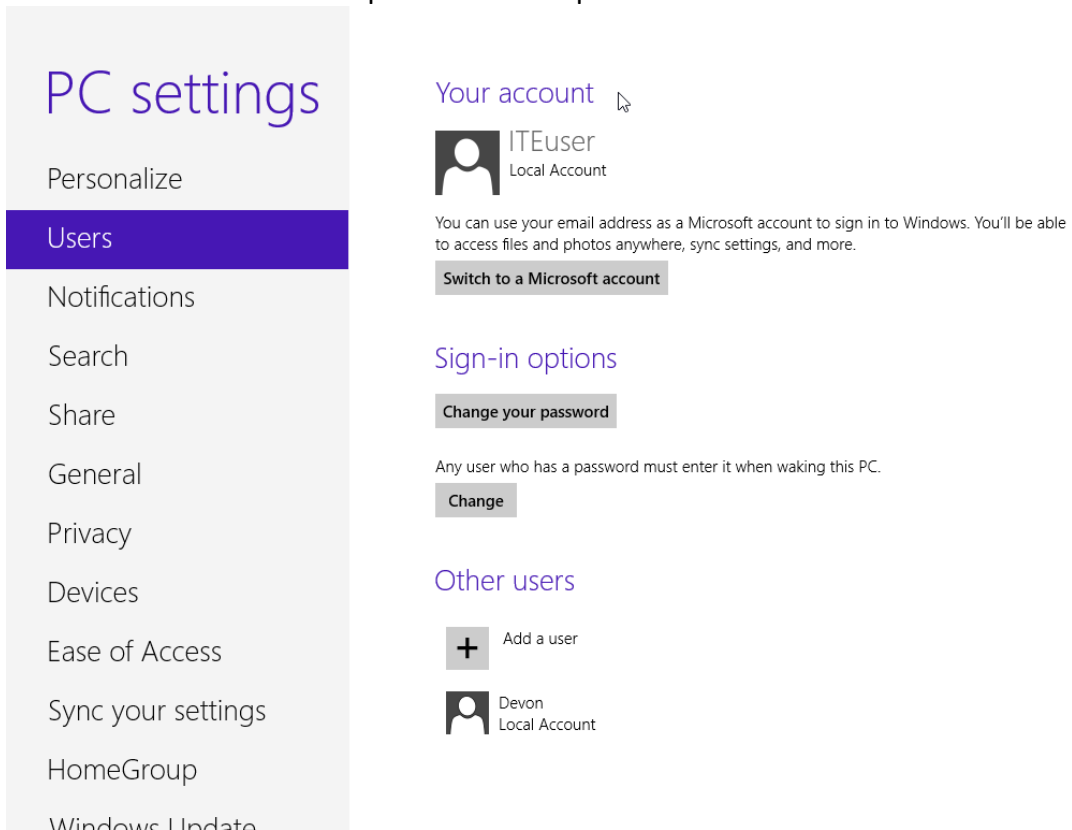 PC settings
Personalize
Users
Notifications
Search
Share
General
Privacy
Devices
Ease of Access
Sync your settings
HomeGroup
Windows Update
Your account
ITEuser
Local Account
You can use your email address as a Microsoft account to sign in to Windows. You'll be able
to access files and photos anywhere, sync settings, and more.
Switch to a Microsoft account
Sign-in options
Change your password
Any user who has a password must enter it when waking this PC.
Change
Other users
Add a user
Devon
Local Account